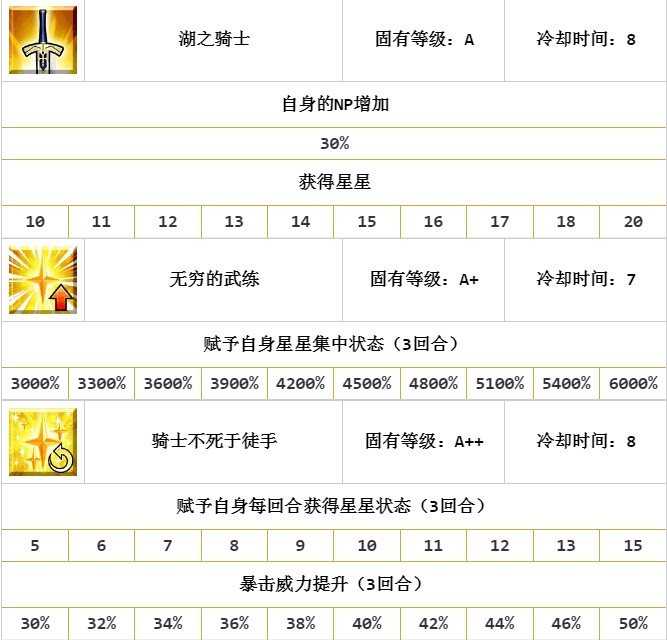 湖之骑士 固有等级：A 冷却时间：8
自身的NP增加
30%
获得星星
10 11 12 13 14 15 16 17 18 20
无穷的武练 固有等级：A+ 冷却时间：7
赋予自身星星集中状态（3回合）
3000% 3300% 3600% 3900% 4200% 4500% 4800% 5100% 5400% 6000%
骑士不死于徒手 固有等级：A++ 冷却时间：8
赋予自身每回合获得星星状态（3回合）
5 6 7 8 9 10 11 12 13 15
暴击威力提升（3回合）
30% 32% 34% 36% 38% 40% 42% 44% 46% 50%